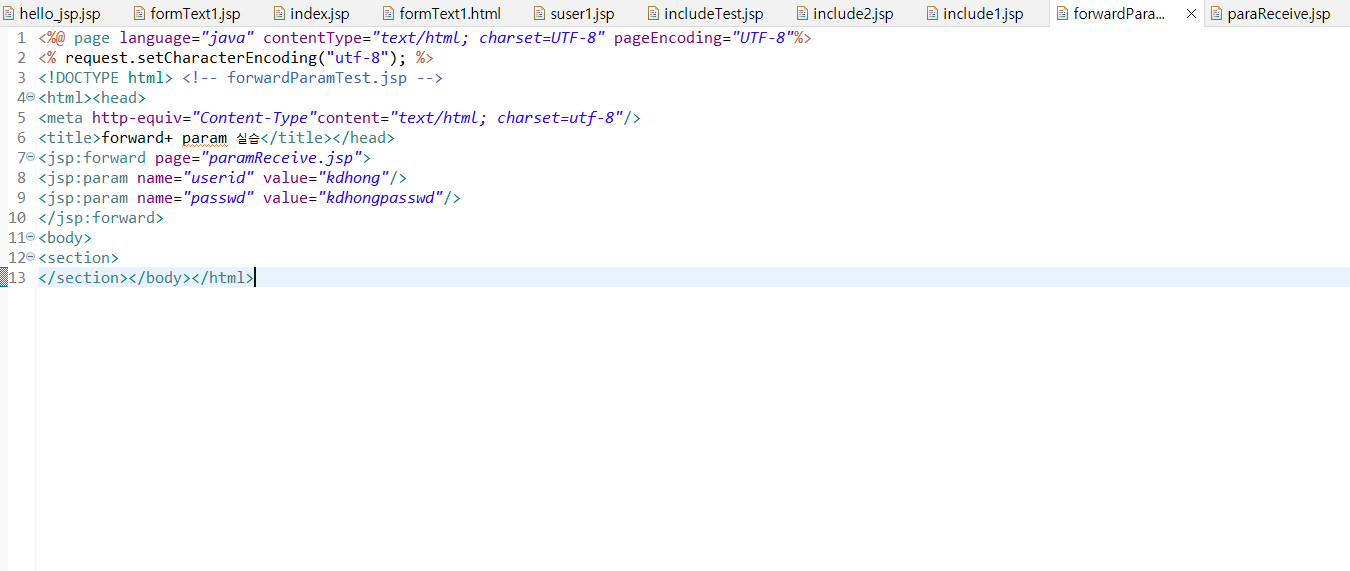 hello_jsp.jsp formText1.jsp index.jsp formText1.html suser1.jsp includeTest.jsp include2.jsp include1.jsp forwardPara... paraReceive.jsp
1 <%@ page language="java" contentType="text/html; charset=UTF-8" pageEncoding="UTF-8"%>
2 <% request.setCharacterEncoding("utf-8"); %>
3 <!DOCTYPE html> <!-- forwardParamTest.jsp -->
4 <html><head>
5 <meta http-equiv="Content-Type"content="text/html; charset=utf-8"/>
6 <title>forward+ param 실습</title></head>
7 <jsp:forward page="paramReceive.jsp">
8 <jsp:param name="userid" value="kdhong"/>
9 <jsp:param name="passwd" value="kdhongpasswd"/>
10 </jsp:forward>
11 <body>
12 <section>
13 </section></body></html>